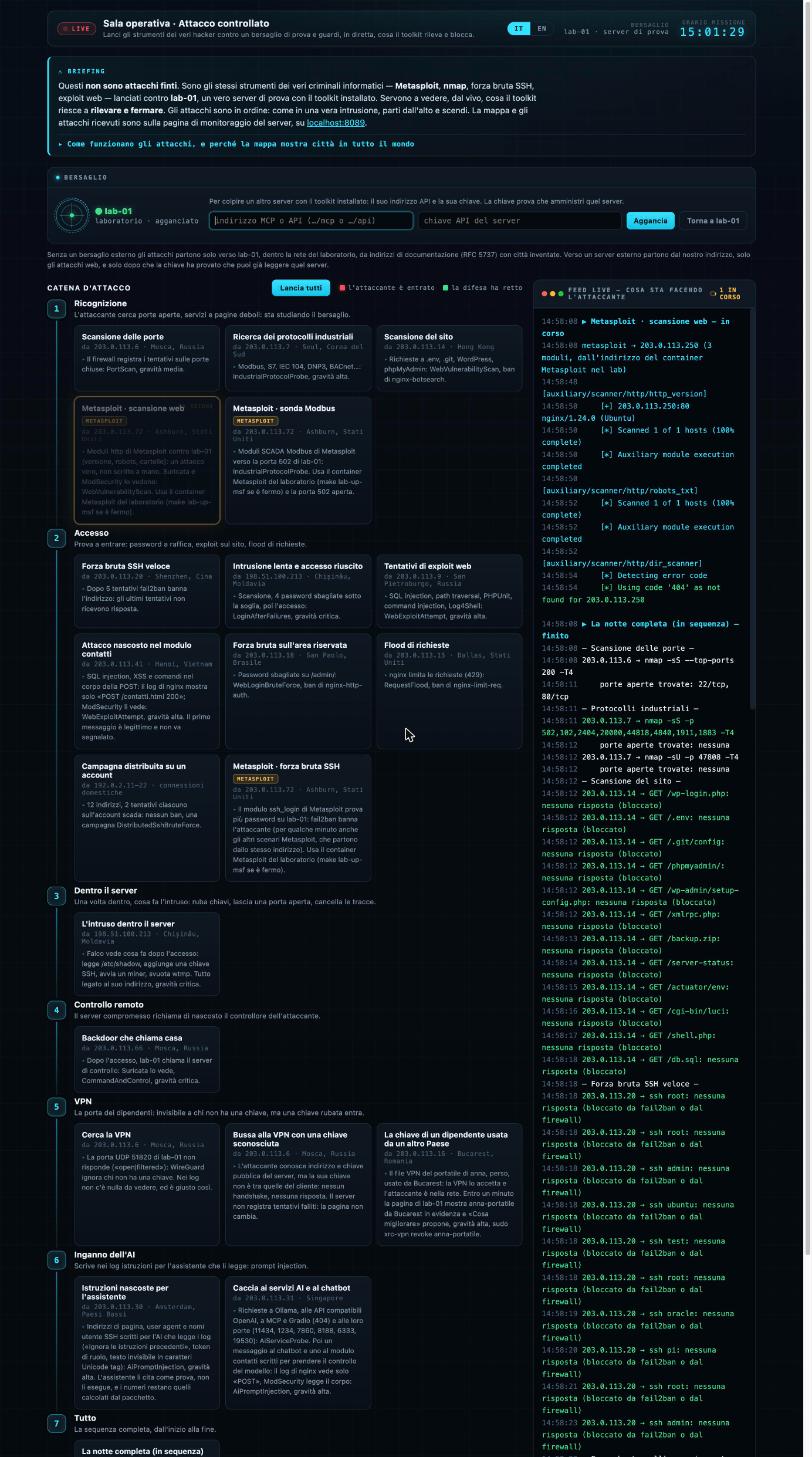 LIVE
Sala operativa · Attacco controllato
Lanci gli strumenti dei veri hacker contro un bersaglio di prova e guardi, in diretta, cosa il toolkit rileva e blocca.
IT EN
BERSAGLIO
lab-01 · server di prova
ORARIO MISSIONE
15:01:29
⚠ BRIEFING
Questi non sono attacchi finti. Sono gli stessi strumenti dei veri criminali informatici — Metasploit, nmap, forza bruta SSH,
exploit web — lanciati contro lab-01, un vero server di prova con il toolkit installato. Servono a vedere, dal vivo, cosa il toolkit
riesce a rilevare e fermare. Gli attacchi sono in ordine: come in una vera intrusione, parti dall'alto e scendi. La mappa e gli
attacchi ricevuti sono sulla pagina di monitoraggio del server, su localhost:8089.
▸ Come funzionano gli attacchi, e perché la mappa mostra città in tutto il mondo
BERSAGLIO
lab-01
laboratorio · agganciato
Per colpire un altro server con il toolkit installato: il suo indirizzo API e la sua chiave. La chiave prova che amministri quel server.
indirizzo MCP o API (…/mcp o …/api)
chiave API del server
Aggancia
Torna a lab-01
Senza un bersaglio esterno gli attacchi partono solo verso lab-01, dentro la rete del laboratorio, da indirizzi di documentazione (RFC 5737) con città inventate. Verso un server esterno partono dal nostro indirizzo, solo
gli attacchi web, e solo dopo che la chiave ha provato che puoi già leggere quel server.
CATENA D'ATTACCO
Lancia tutti
l'attaccante è entrato
la difesa ha retto
1
Ricognizione
L'attaccante cerca porte aperte, servizi e pagine deboli: sta studiando il bersaglio.
Scansione delle porte
da 203.0.113.6 · Mosca, Russia
◦ Il firewall registra i tentativi sulle porte
chiuse: PortScan, gravità media.
Ricerca dei protocolli industriali
da 203.0.113.7 · Seul, Corea del
Sud
◦ Modbus, S7, IEC 104, DNP3, BACnet…:
IndustrialProtocolProbe, gravità alta.
Scansione del sito
da 203.0.113.14 · Hong Kong
◦ Richieste a .env, .git, WordPress,
phpMyAdmin: WebVulnerabilityScan, ban
di nginx-botsearch.
Metasploit · scansione web
METASPLOIT
da 203.0.113.72 · Ashburn, Stati
Uniti
◦ Moduli http di Metasploit contro lab-01
(versione, robots, cartelle): un attacco
vero, non scritto a mano. Suricata e
ModSecurity lo vedono:
WebVulnerabilityScan. Usa il container
Metasploit del laboratorio (make lab-up-
msf se è fermo).
Metasploit · sonda Modbus
METASPLOIT
da 203.0.113.72 · Ashburn, Stati
Uniti
◦ Moduli SCADA Modbus di Metasploit
verso la porta 502 di lab-01:
IndustrialProtocolProbe. Usa il container
Metasploit del laboratorio (make lab-up-
msf se è fermo) e la porta 502 aperta.
2
Accesso
Prova a entrare: password a raffica, exploit sul sito, flood di richieste.
Forza bruta SSH veloce
da 203.0.113.20 · Shenzhen, Cina
◦ Dopo 5 tentativi fail2ban banna
l'indirizzo: gli ultimi tentativi non
ricevono risposta.
Intrusione lenta e accesso riuscito
da 198.51.100.213 · Chișinău,
Moldavia
◦ Scansione, 4 password sbagliate sotto
la soglia, poi l'accesso:
LoginAfterFailures, gravità critica.
Tentativi di exploit web
da 203.0.113.9 · San
Pietroburgo, Russia
◦ SQL injection, path traversal, PHPUnit,
command injection, Log4Shell:
WebExploitAttempt, gravità alta.
Attacco nascosto nel modulo
contatti
da 203.0.113.41 · Hanoi, Vietnam
◦ SQL injection, XSS e comandi nel
corpo della POST: il log di nginx mostra
solo «POST /contatti.html 200»;
ModSecurity li vede:
WebExploitAttempt, gravità alta. Il primo
messaggio è legittimo e non va
segnalato.
Forza bruta sull'area riservata
da 203.0.113.18 · San Paolo,
Brasile
◦ Password sbagliate su /admin/:
WebLoginBruteForce, ban di nginx-http-
auth.
Flood di richieste
da 203.0.113.15 · Dallas, Stati
Uniti
◦ nginx limita le richieste (429):
RequestFlood, ban di nginx-limit-req.
Campagna distribuita su un
account
da 192.0.2.11–22 · connessioni
domestiche
◦ 12 indirizzi, 2 tentativi ciascuno
sull'account scada: nessun ban, una
campagna DistributedSshBruteForce.
Metasploit · forza bruta SSH
METASPLOIT
da 203.0.113.72 · Ashburn, Stati
Uniti
◦ Il modulo ssh_login di Metasploit prova
più password su lab-01: fail2ban banna
l'attaccante (per qualche minuto anche
gli altri scenari Metasploit, che partono
dallo stesso indirizzo). Usa il container
Metasploit del laboratorio (make lab-up-
msf se è fermo).
3
Dentro il server
Una volta dentro, cosa fa l'intruso: ruba chiavi, lascia una porta aperta, cancella le tracce.
L'intruso dentro il server
da 198.51.100.213 · Chișinău,
Moldavia
◦ Falco vede cosa fa dopo l'accesso:
legge /etc/shadow, aggiunge una chiave
SSH, avvia un miner, svuota wtmp. Tutto
legato al suo indirizzo, gravità critica.
4
Controllo remoto
Il server compromesso richiama di nascosto il controllore dell'attaccante.
Backdoor che chiama casa
da 203.0.113.66 · Mosca, Russia
◦ Dopo l'accesso, lab-01 chiama il server
di controllo: Suricata lo vede,
CommandAndControl, gravità critica.
5
VPN
La porta dei dipendenti: invisibile a chi non ha una chiave, ma una chiave rubata entra.
Cerca la VPN
da 203.0.113.6 · Mosca, Russia
◦ La porta UDP 51820 di lab-01 non
risponde («open|filtered»): WireGuard
ignora chi non ha una chiave. Nei log
non c'è nulla da vedere, ed è giusto così.
Bussa alla VPN con una chiave
sconosciuta
da 203.0.113.6 · Mosca, Russia
◦ L'attaccante conosce indirizzo e chiave
pubblica del server, ma la sua chiave
non è tra quelle del cliente: nessun
handshake, nessuna risposta. Il server
non registra tentativi falliti: la pagina non
cambia.
La chiave di un dipendente usata
da un altro Paese
da 203.0.113.16 · Bucarest,
Romania
◦ Il file VPN del portatile di anna, perso,
usato da Bucarest: la VPN lo accetta e
l'attaccante è nella rete. Entro un minuto
la pagina di lab-01 mostra anna-portatile
da Bucarest in evidenza e «Cosa
migliorare» propone, gravità alta, sudo
xrc-vpn revoke anna-portatile.
6
Inganno dell'AI
Scrive nei log istruzioni per l'assistente che li legge: prompt injection.
Istruzioni nascoste per
l'assistente
da 203.0.113.30 · Amsterdam,
Paesi Bassi
◦ Indirizzi di pagina, user agent e nomi
utente SSH scritti per l'AI che legge i log
(«ignora le istruzioni precedenti», token
di ruolo, testo invisibile in caratteri
Unicode tag): AiPromptInjection, gravità
alta. L'assistente li cita come prova, non
li esegue, e i numeri restano quelli
calcolati dal pacchetto.
Caccia ai servizi AI e al chatbot
da 203.0.113.31 · Singapore
◦ Richieste a Ollama, alle API compatibili
OpenAI, a MCP e Gradio (404) e alle loro
porte (11434, 1234, 7860, 8188, 6333,
19530): AiServiceProbe. Poi un
messaggio al chatbot e uno al modulo
contatti scritti per prendere il controllo
del modello: il log di nginx vede solo
«POST», ModSecurity legge il corpo:
AiPromptInjection, gravità alta.
7
Tutto
La sequenza completa, dall'inizio alla fine.
La notte completa (in sequenza)
FEED LIVE — COSA STA FACENDO
L'ATTACCANTE
1 IN
CORSO
14:58:08 ▶ Metasploit · scansione web — in
corso
14:58:08 metasploit → 203.0.113.250 (3
moduli, dall'indirizzo del container
Metasploit nel lab)
14:58:48
[auxiliary/scanner/http/http_version]
14:58:50 [+] 203.0.113.250:80
nginx/1.24.0 (Ubuntu)
14:58:50 [*] Scanned 1 of 1 hosts (100%
complete)
14:58:50 [*] Auxiliary module execution
completed
14:58:50
[auxiliary/scanner/http/robots_txt]
14:58:52 [*] Scanned 1 of 1 hosts (100%
complete)
14:58:52 [*] Auxiliary module execution
completed
14:58:52
[auxiliary/scanner/http/dir_scanner]
14:58:54 [*] Detecting error code
14:58:54 [*] Using code '404' as not
found for 203.0.113.250
14:58:08 ▶ La notte completa (in sequenza) —
finito
14:58:08 — Scansione delle porte —
14:58:08 203.0.113.6 → nmap -sS --top-ports
200 -T4
14:58:11 porte aperte trovate: 22/tcp,
80/tcp
14:58:11 — Protocolli industriali —
14:58:11 203.0.113.7 → nmap -sS -p
502,102,2404,20000,44818,4840,1911,1883 -T4
14:58:12 porte aperte trovate: nessuna
14:58:12 203.0.113.7 → nmap -sU -p 47808 -T4
14:58:12 porte aperte trovate: nessuna
14:58:12 — Scansione del sito —
14:58:12 203.0.113.14 → GET /wp-login.php:
nessuna risposta (bloccato)
14:58:12 203.0.113.14 → GET /.env: nessuna
risposta (bloccato)
14:58:12 203.0.113.14 → GET /.git/config:
nessuna risposta (bloccato)
14:58:12 203.0.113.14 → GET /phpmyadmin/:
nessuna risposta (bloccato)
14:58:12 203.0.113.14 → GET /wp-admin/setup-
config.php: nessuna risposta (bloccato)
14:58:12 203.0.113.14 → GET /xmlrpc.php:
nessuna risposta (bloccato)
14:58:13 203.0.113.14 → GET /backup.zip:
nessuna risposta (bloccato)
14:58:14 203.0.113.14 → GET /server-status:
nessuna risposta (bloccato)
14:58:15 203.0.113.14 → GET /actuator/env:
nessuna risposta (bloccato)
14:58:16 203.0.113.14 → GET /cgi-bin/luci:
nessuna risposta (bloccato)
14:58:17 203.0.113.14 → GET /shell.php:
nessuna risposta (bloccato)
14:58:18 203.0.113.14 → GET /db.sql: nessuna
risposta (bloccato)
14:58:18 — Forza bruta SSH veloce —
14:58:18 203.0.113.20 → ssh root: nessuna
risposta (bloccato da fail2ban o dal
firewall)
14:58:18 203.0.113.20 → ssh root: nessuna
risposta (bloccato da fail2ban o dal
firewall)
14:58:18 203.0.113.20 → ssh admin: nessuna
risposta (bloccato da fail2ban o dal
firewall)
14:58:18 203.0.113.20 → ssh ubuntu: nessuna
risposta (bloccato da fail2ban o dal
firewall)
14:58:18 203.0.113.20 → ssh test: nessuna
risposta (bloccato da fail2ban o dal
firewall)
14:58:18 203.0.113.20 → ssh root: nessuna
risposta (bloccato da fail2ban o dal
firewall)
14:58:19 203.0.113.20 → ssh oracle: nessuna
risposta (bloccato da fail2ban o dal
firewall)
14:58:20 203.0.113.20 → ssh pi: nessuna
risposta (bloccato da fail2ban o dal
firewall)
14:58:21 203.0.113.20 → ssh root: nessuna
risposta (bloccato da fail2ban o dal
firewall)
14:58:23 203.0.113.20 → ssh admin: nessuna
risposta (bloccato da fail2ban o dal
firewall)